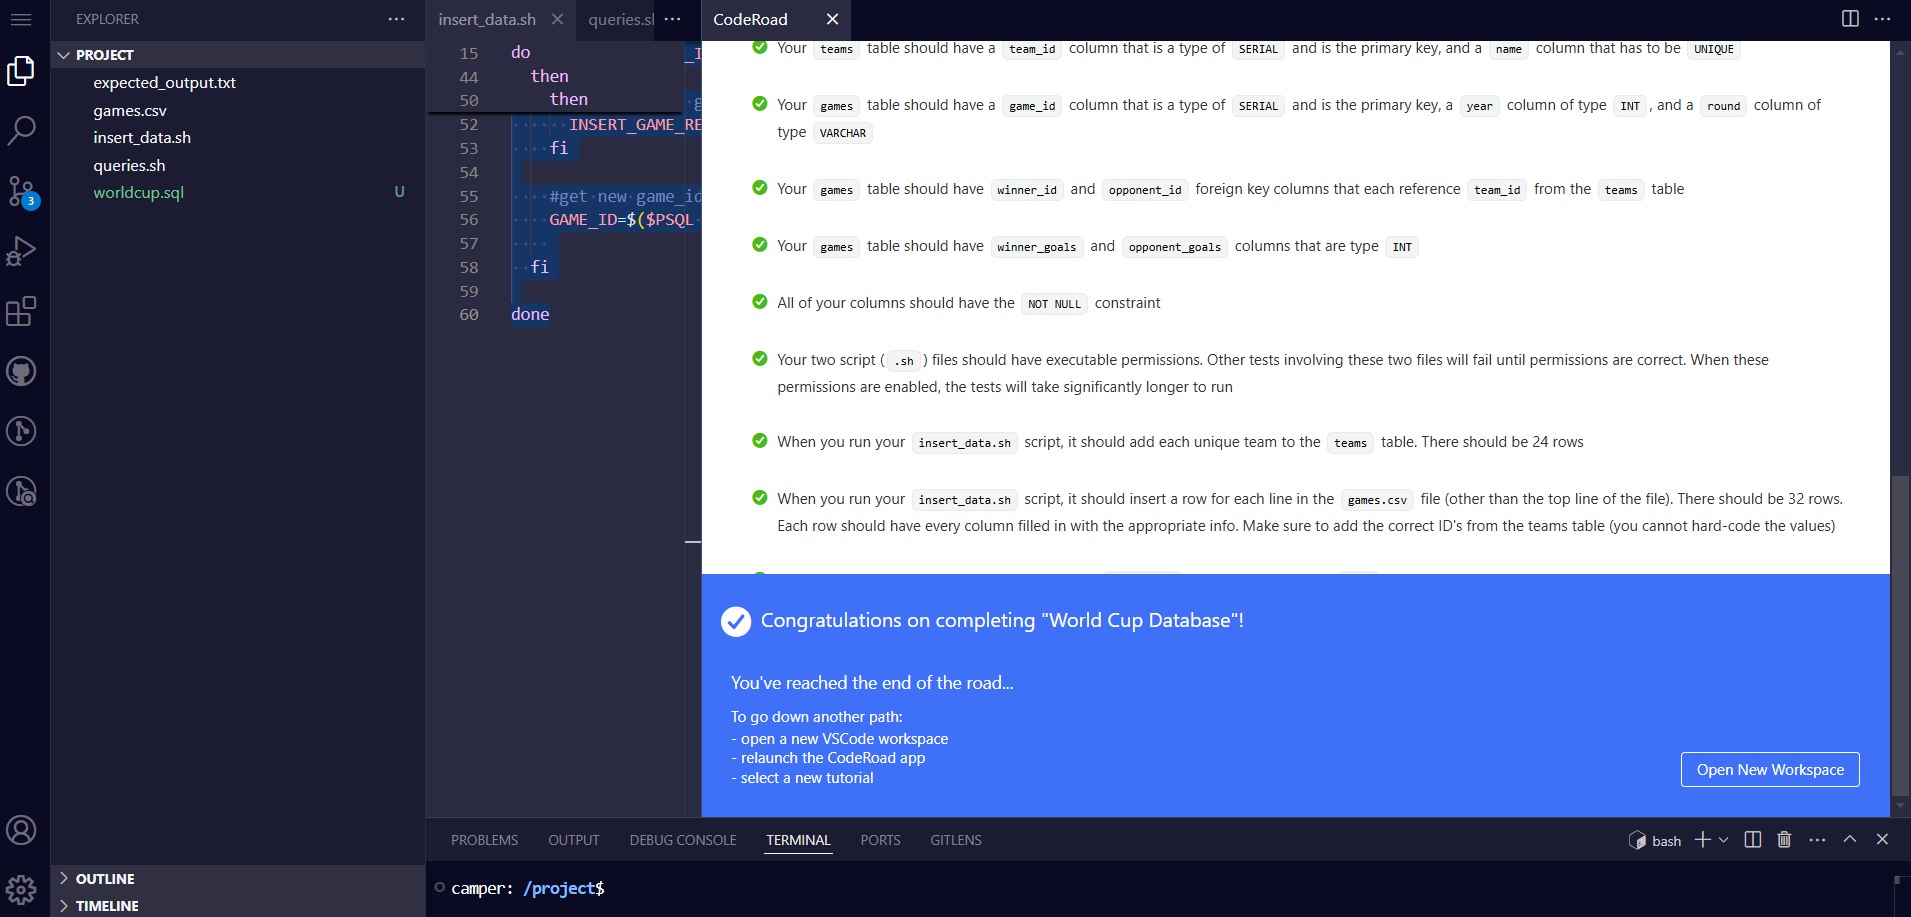 EXPLORER
PROJECT
expected_output.txt
games.csv
insert_data.sh
queries.sh
worldcup.sql U
3
OUTLINE
TIMELINE
insert_data.sh
queries.sl
15 do
44 then
50 then
52 INSERT_GAME_RE
53 fi
54
55 #get new game_id
56 GAME_ID=$($PSQL
57
58 fi
59
60 done
CodeRoad
Your teams table should have a team_id column that is a type of SERIAL and is the primary key, and a name column that has to be UNIQUE
Your games table should have a game_id column that is a type of SERIAL and is the primary key, a year column of type INT , and a round column of
type VARCHAR
Your games table should have winner_id and opponent_id foreign key columns that each reference team_id from the teams table
Your games table should have winner_goals and opponent_goals columns that are type INT
All of your columns should have the NOT NULL constraint
Your two script ( .sh ) files should have executable permissions. Other tests involving these two files will fail until permissions are correct. When these
permissions are enabled, the tests will take significantly longer to run
When you run your insert_data.sh script, it should add each unique team to the teams table. There should be 24 rows
When you run your insert_data.sh script, it should insert a row for each line in the games.csv file (other than the top line of the file). There should be 32 rows.
Each row should have every column filled in with the appropriate info. Make sure to add the correct ID's from the teams table (you cannot hard-code the values)
Congratulations on completing "World Cup Database"!
You've reached the end of the road...
To go down another path:
- open a new VSCode workspace
- relaunch the CodeRoad app
- select a new tutorial
Open New Workspace
PROBLEMS OUTPUT DEBUG CONSOLE TERMINAL PORTS GITLENS
bash
camper: /project$